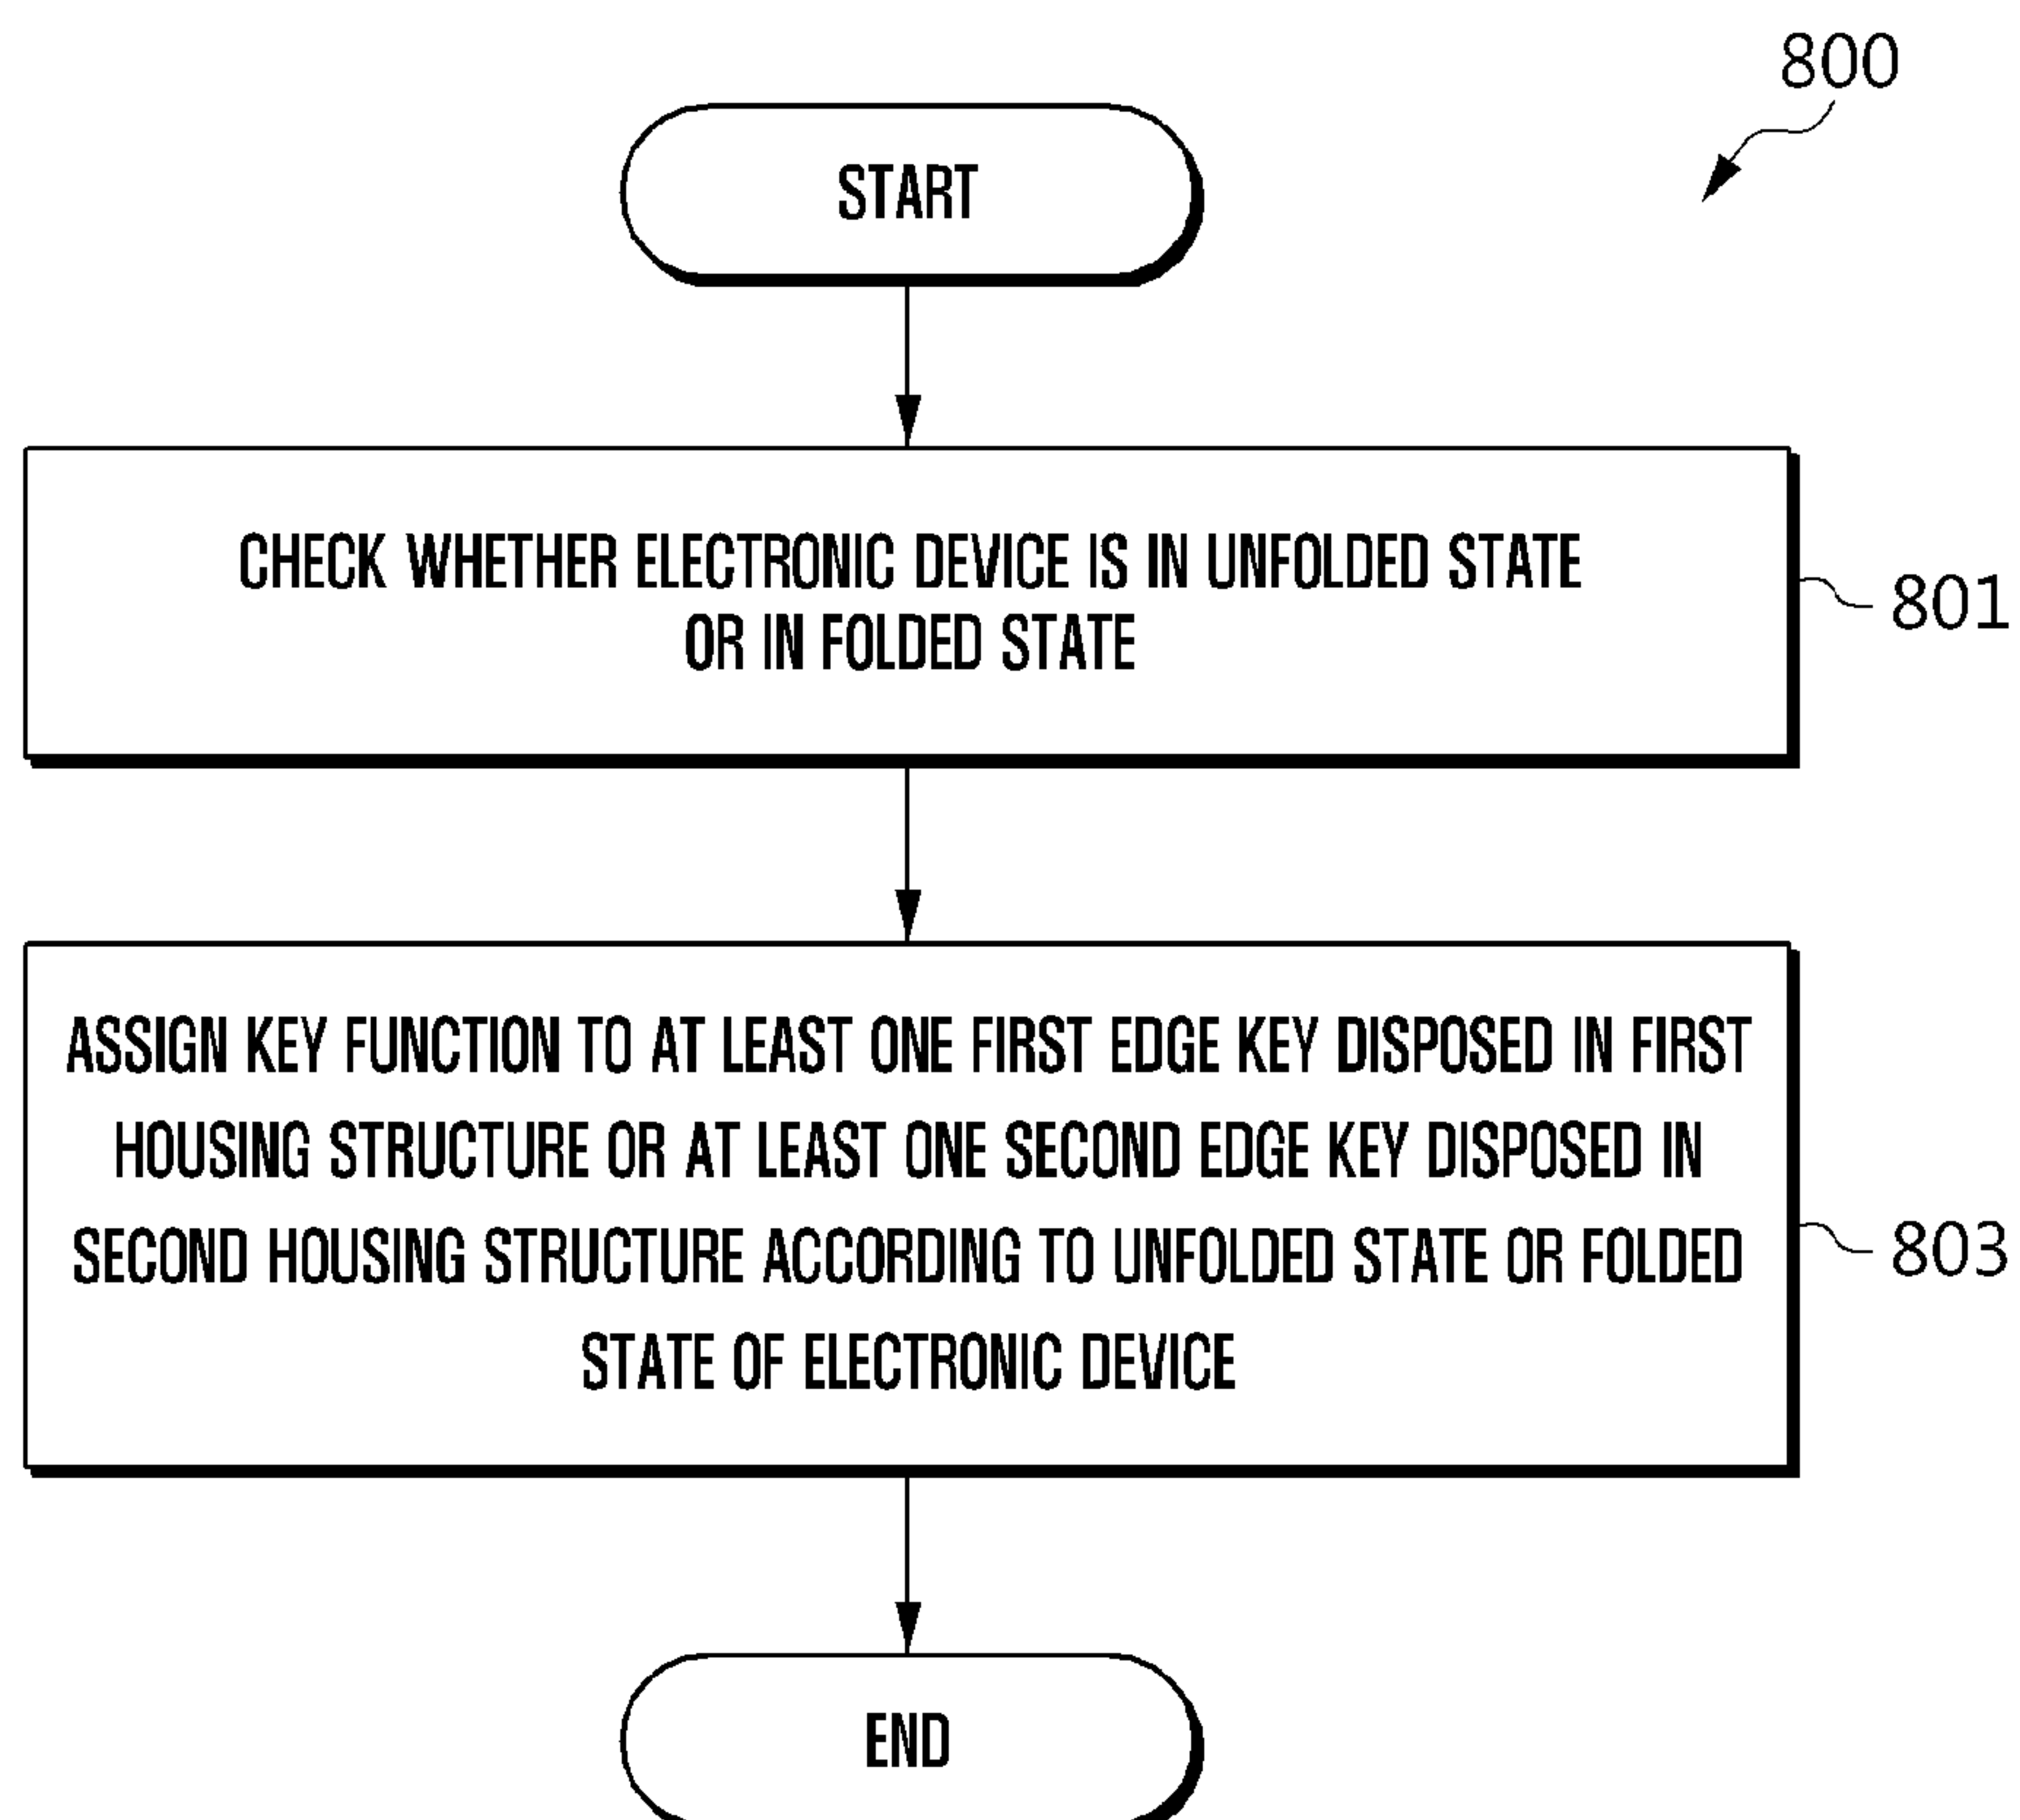 800
START
CHECK WHETHER ELECTRONIC DEVICE IS IN UNFOLDED STATE
OR IN FOLDED STATE
801
ASSIGN KEY FUNCTION TO AT LEAST ONE FIRST EDGE KEY DISPOSED IN FIRST
HOUSING STRUCTURE OR AT LEAST ONE SECOND EDGE KEY DISPOSED IN
SECOND HOUSING STRUCTURE ACCORDING TO UNFOLDED STATE OR FOLDED
STATE OF ELECTRONIC DEVICE
803
END